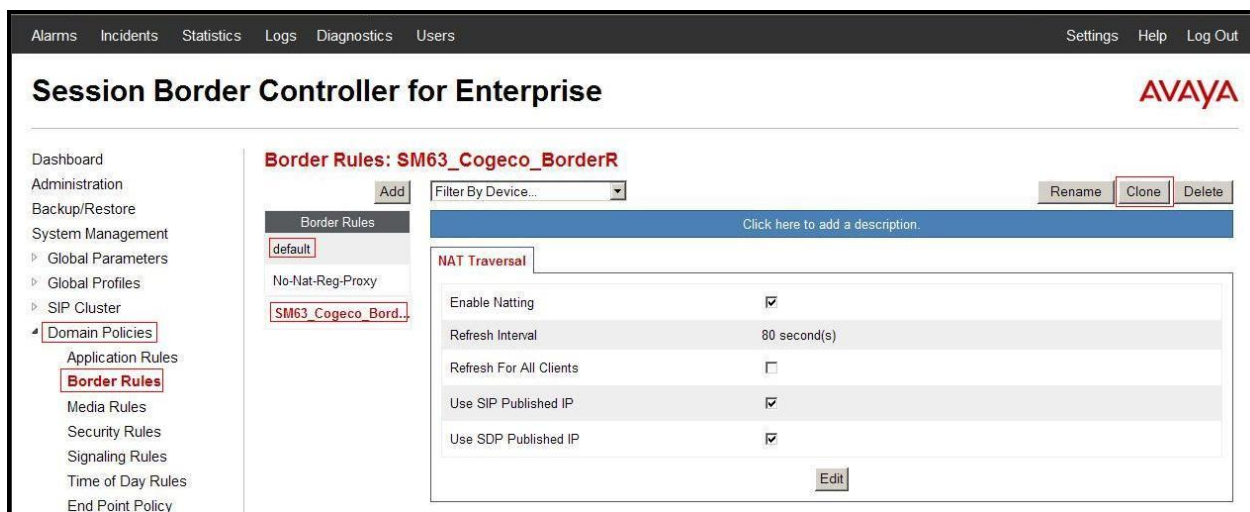 Alarms Incidents Statistics Logs Diagnostics Users Settings Help Log Out
Session Border Controller for Enterprise
AVAYA
Dashboard
Administration
Backup/Restore
System Management
Global Parameters
Global Profiles
SIP Cluster
Domain Policies
Application Rules
Border Rules
Media Rules
Security Rules
Signaling Rules
Time of Day Rules
End Point Policy
Border Rules: SM63_Cogeco_BorderR
Add
Filter By Device...
Rename Clone Delete
Border Rules
default
No-Nat-Reg-Proxy
SM63_Cogeco_Bord...
Click here to add a description.
NAT Traversal
Enable Natting
Refresh Interval 80 second(s)
Refresh For All Clients
Use SIP Published IP
Use SDP Published IP
Edit